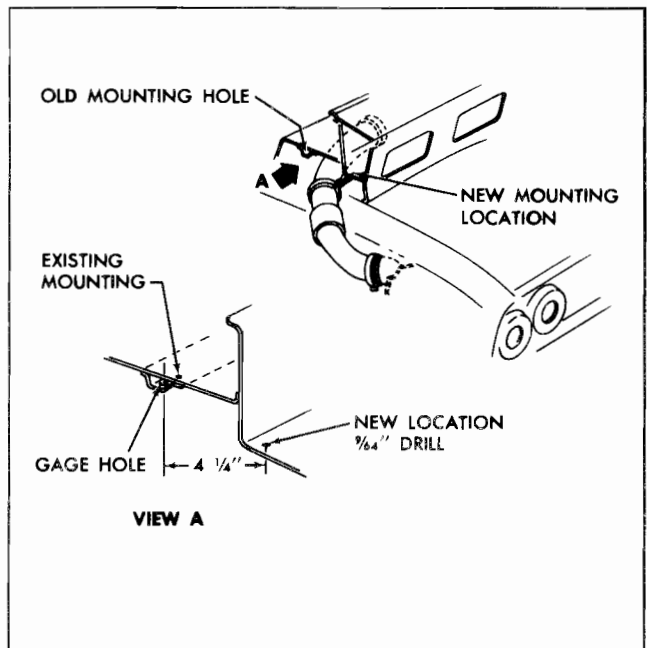 OLD MOUNTING HOLE
A
NEW MOUNTING
LOCATION
EXISTING
MOUNTING
NEW LOCATION
9/64" DRILL
GAGE HOLE
4 1/4"
VIEW A